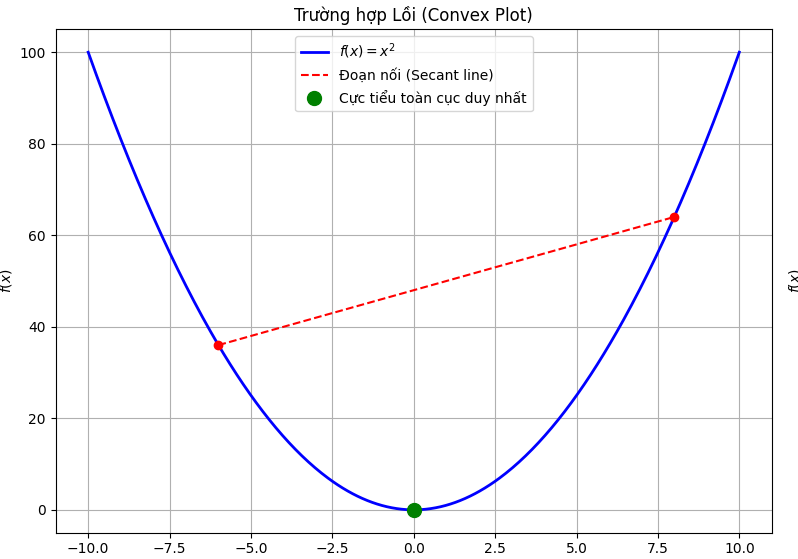 Trường hợp Lồi (Convex Plot)
f(x) = x²
Đoạn nối (Secant line)
Cực tiểu toàn cục duy nhất
100
80
60
40
20
0
f(x)
f(x)
−10.0 −7.5 −5.0 −2.5 0.0 2.5 5.0 7.5 10.0